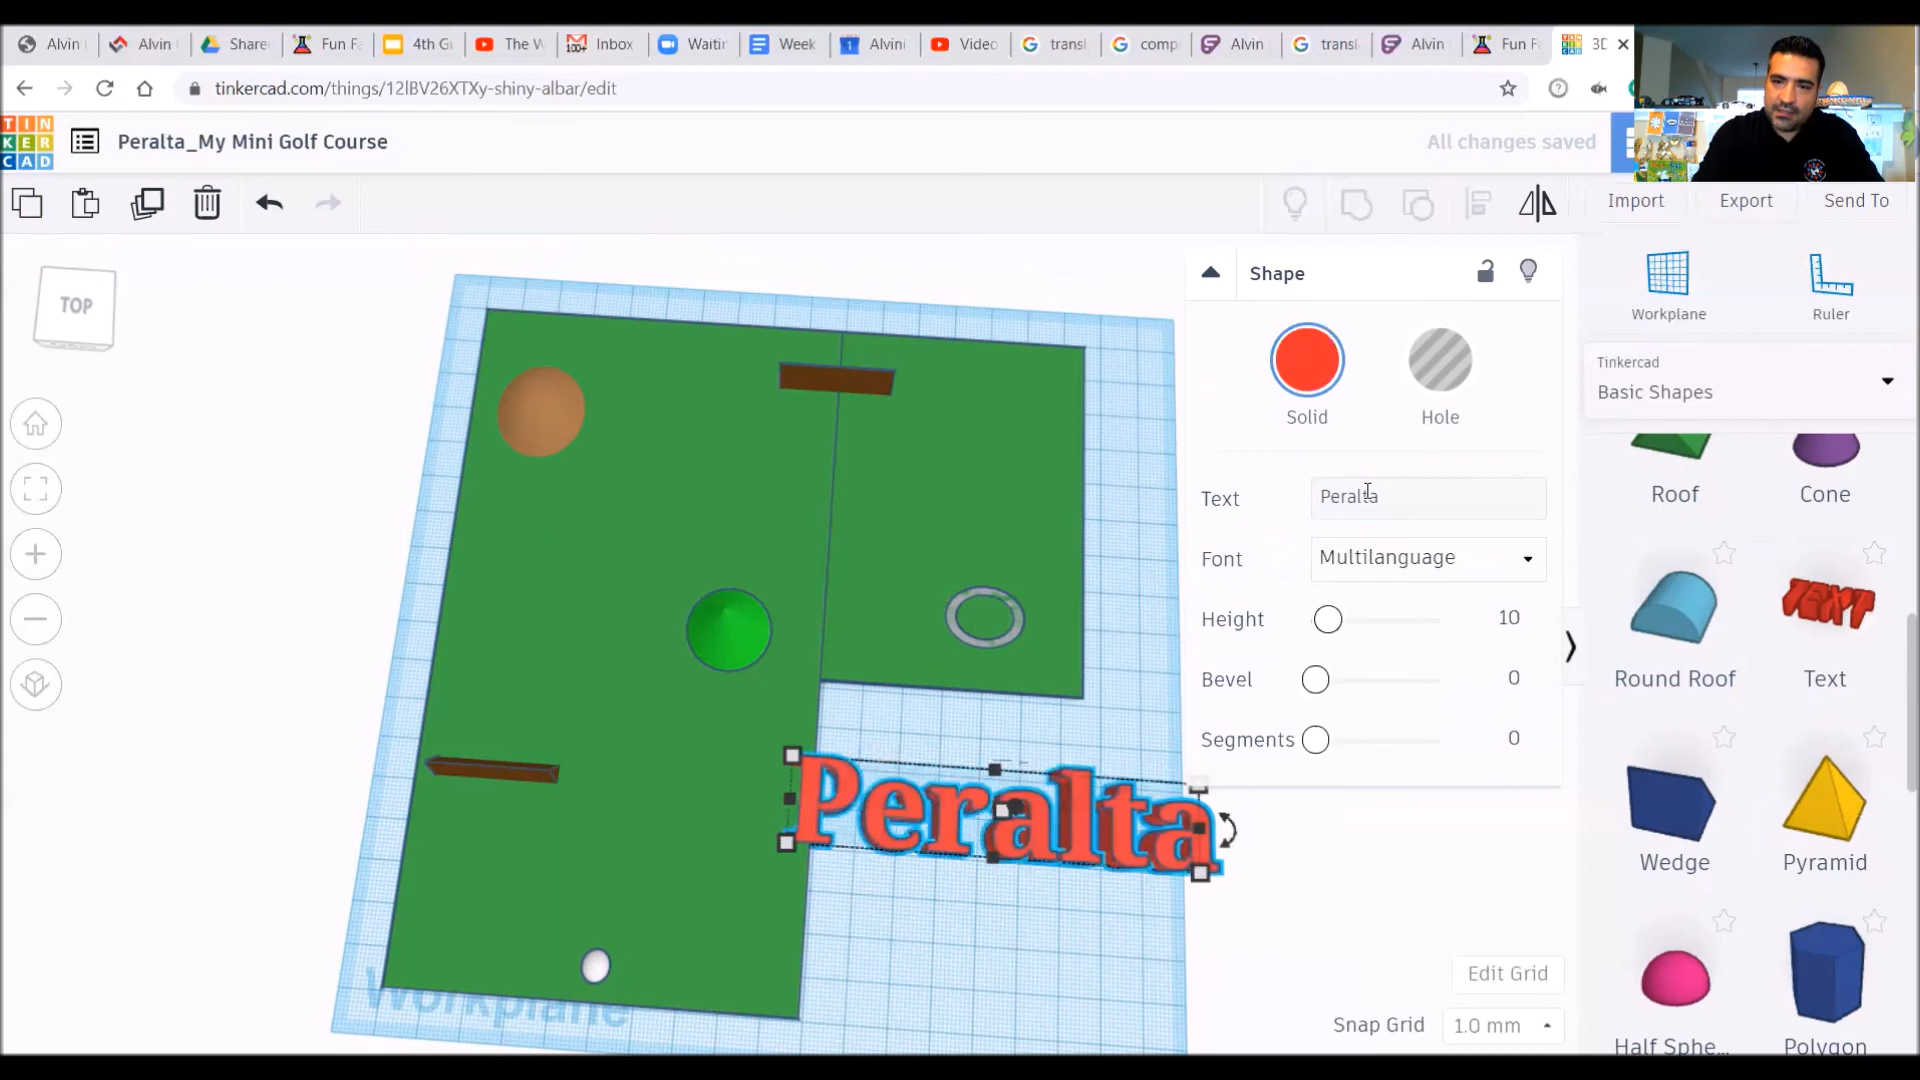 Alvin
Alvin
Share
Fun F
4th G
The W
Inbox
Waitin
Week
Alvin
Video
transl
comp
Alvin
transl
Alvin
Fun F
3D
tinkercad.com/things/12lBV26XTXy-shiny-albar/edit
TIN
KER
CAD
Peralta_My Mini Golf Course
All changes saved
Import
Export
Send To
TOP
Shape
Solid
Hole
Text
Peralta
Font
Multilanguage
Height
10
Bevel
0
Segments
0
Workplane
Ruler
Tinkercad
Basic Shapes
Roof
Cone
TEXT
Round Roof
Text
Wedge
Pyramid
Half Sphe...
Polygon
Peralta
Workplane
Edit Grid
Snap Grid
1.0 mm